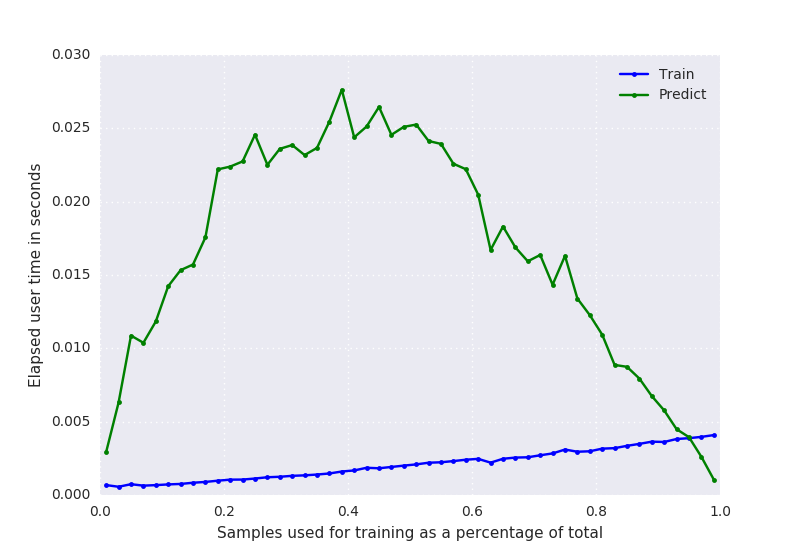 0.030
0.025
0.020
0.015
0.010
0.005
0.000
Elapsed user time in seconds
Train
Predict
0.0 0.2 0.4 0.6 0.8 1.0
Samples used for training as a percentage of total